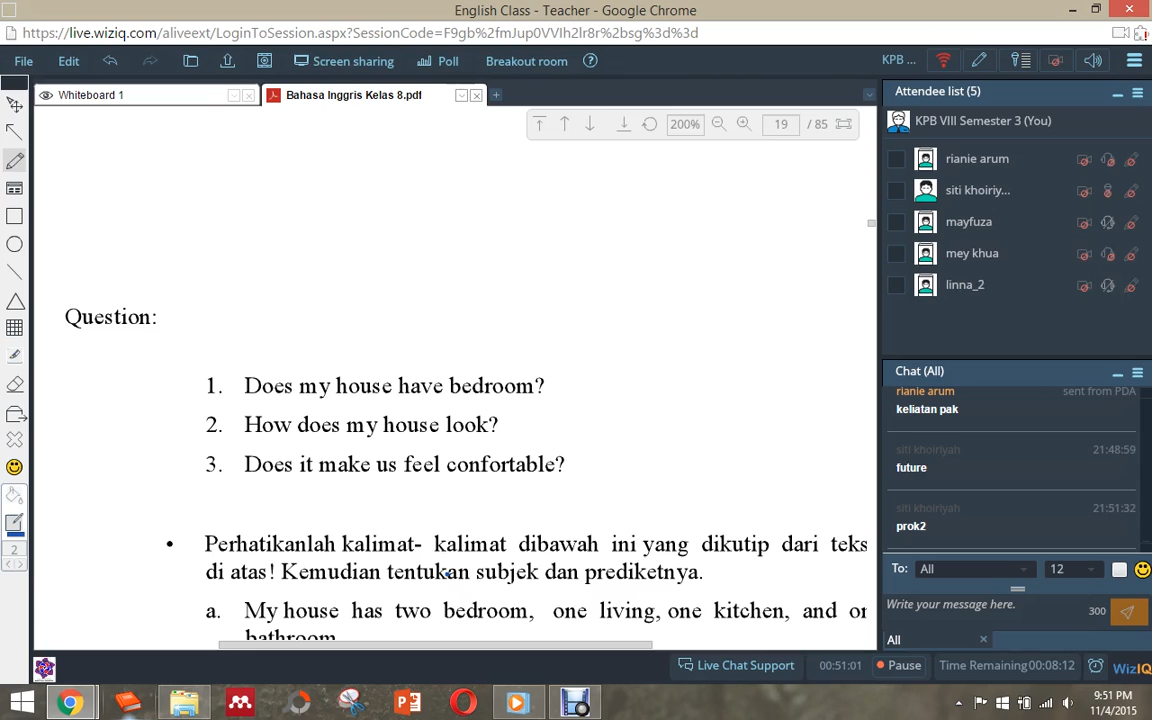 English Class - Teacher - Google Chrome
https://live.wiziq.com/aliveext/LoginToSession.aspx?SessionCode=F9gb%2fmJup0VVIh2lr8r%2bsg%3d%3d
File Edit Screen sharing Poll Breakout room ? KPB ...
Whiteboard 1 Bahasa Inggris Kelas 8.pdf
200% 19 / 85
Attendee list (5)
KPB VIII Semester 3 (You)
rianie arum
siti khoiriy...
mayfuza
mey khua
linna_2
Question:
1. Does my house have bedroom?
2. How does my house look?
3. Does it make us feel confortable?
• Perhatikanlah kalimat- kalimat dibawah ini yang dikutip dari teks
di atas! Kemudian tentukan subjek dan prediketnya.
a. My house has two bedroom, one living, one kitchen, and or
bathroom
Chat (All)
rianie arum sent from PDA
keliatan pak
siti khoiriyah 21:48:59
future
siti khoiriyah 21:51:32
prok2
To: All 12
Write your message here. 300
All
2
Live Chat Support 00:51:01 Pause Time Remaining:00:08:12 WizIQ
9:51 PM
11/4/2015